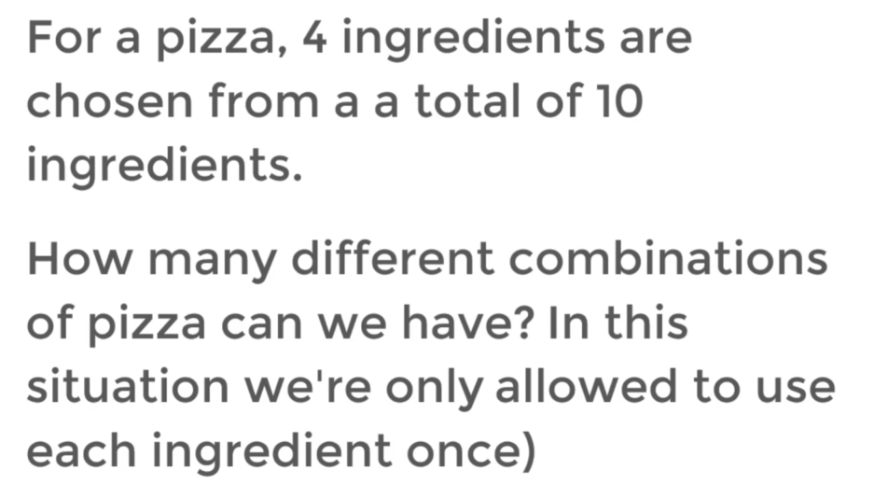 For a pizza, 4 ingredients are
chosen from a a total of 10
ingredients.
How many different combinations
of pizza can we have? In this
situation we're only allowed to use
each ingredient once)